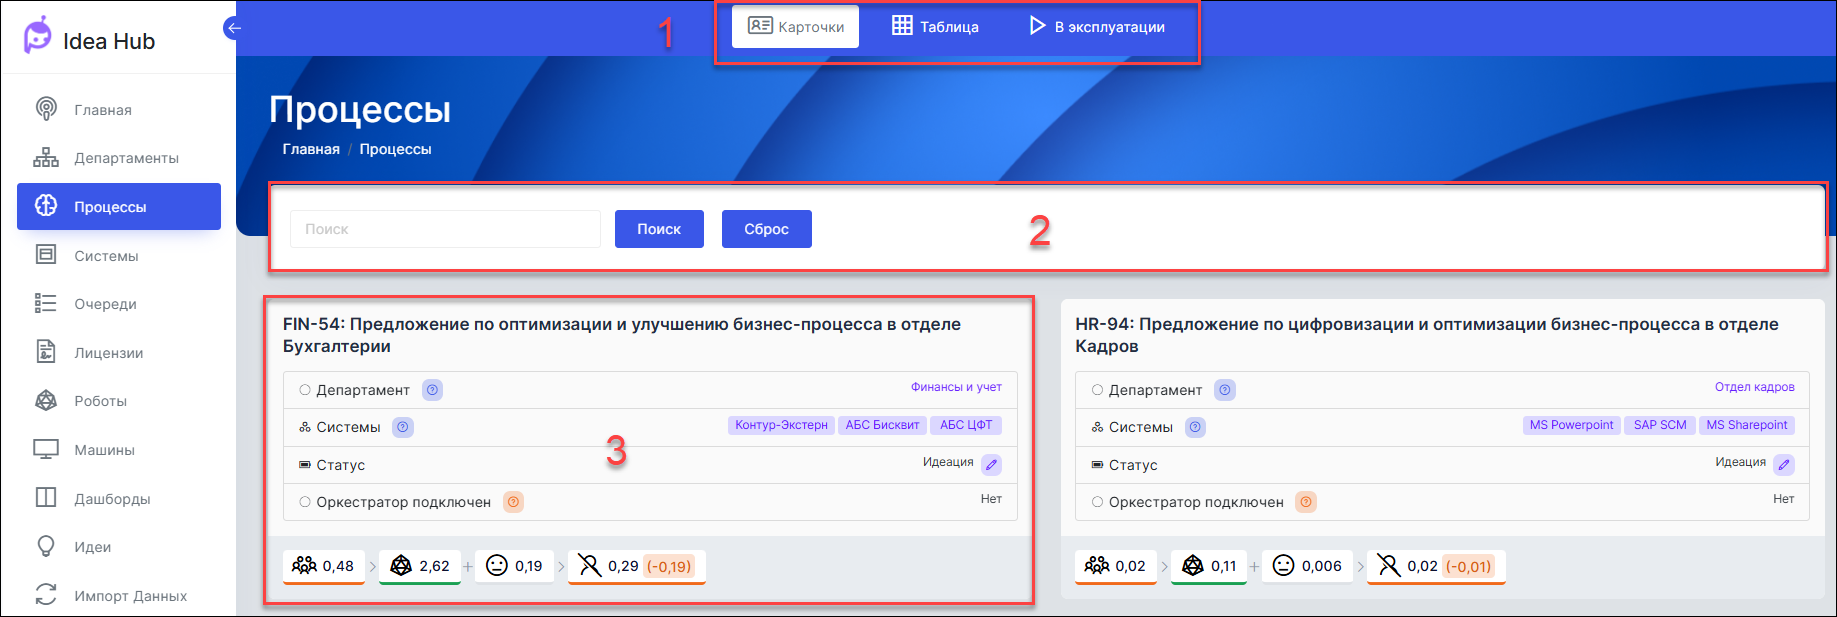 Idea Hub
Главная
Департаменты
Процессы
Системы
Очереди
Лицензии
Роботы
Машины
Дашборды
Идеи
Импорт Данных
1
Карточки
Таблица
В эксплуатации
Процессы
Главная / Процессы
Поиск
Поиск
Сброс
2
FIN-54: Предложение по оптимизации и улучшению бизнес-процесса в отделе
Бухгалтерии
Департамент ? Финансы и учет
Системы ? Контур-Экстерн АБС Бисквит АБС ЦФТ
3
Статус Идеация
Оркестратор подключен ? Нет
0,48 > 2,62 + 0,19 > 0,29 (-0,19)
HR-94: Предложение по цифровизации и оптимизации бизнес-процесса в отделе
Кадров
Департамент ? Отдел кадров
Системы ? MS Powerpoint SAP SCM MS Sharepoint
Статус Идеация
Оркестратор подключен ? Нет
0,02 > 0,11 + 0,006 > 0,02 (-0,01)